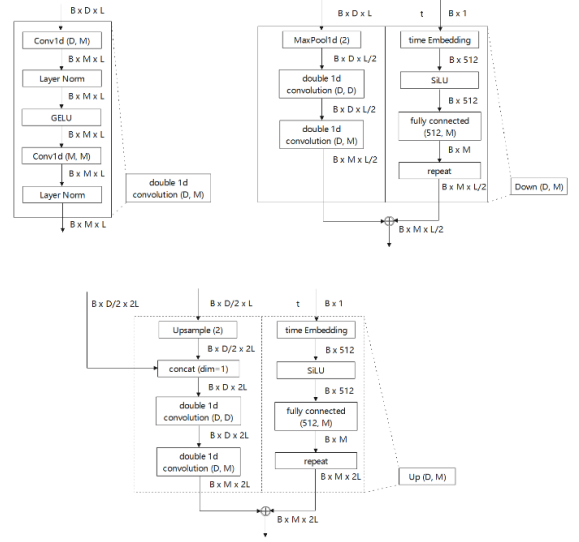 B x D x L
Conv1d (D, M)
B x M x L
Layer Norm
B x M x L
GELU
B x M x L
Conv1d (M, M)
B x M x L
Layer Norm
B x M x L
double 1d
convolution (D, M)
B x D x L
MaxPool1d (2)
B x D x L/2
double 1d
convolution (D, D)
B x D x L/2
double 1d
convolution (D, M)
B x M x L/2
t
B x 1
time Embedding
B x 512
SiLU
B x 512
fully connected
(512, M)
B x M
repeat
B x M x L/2
B x M x L/2
Down (D, M)
B x D/2 x 2L
B x D/2 x L
Upsample (2)
B x D/2 x 2L
concat (dim=1)
B x D x 2L
double 1d
convolution (D, D)
B x D x 2L
double 1d
convolution (D, M)
B x M x 2L
t
B x 1
time Embedding
B x 512
SiLU
B x 512
fully connected
(512, M)
B x M
repeat
B x M x 2L
B x M x 2L
Up (D, M)